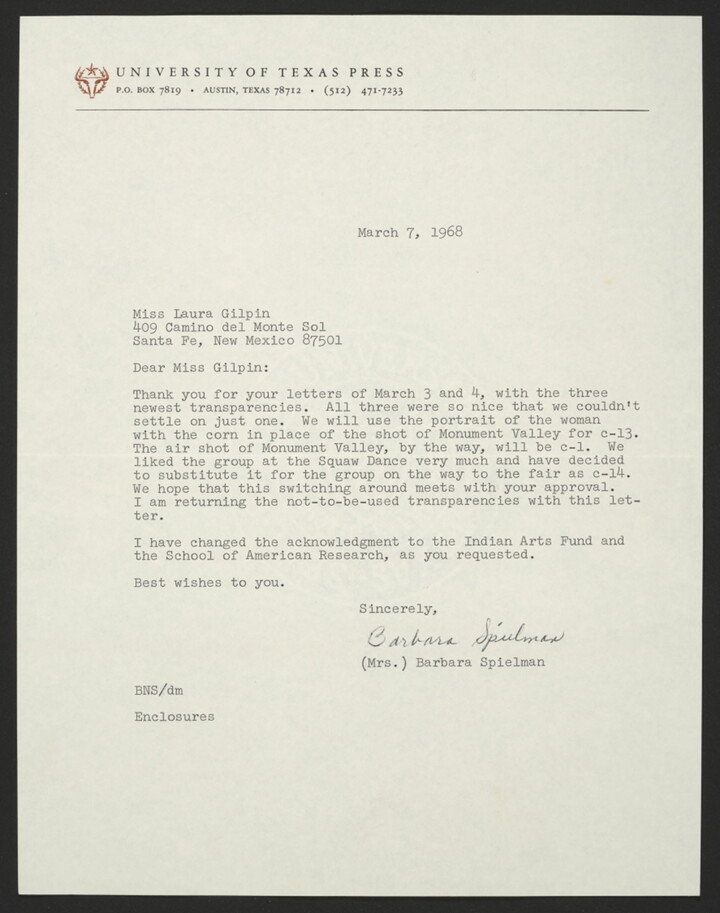 UNIVERSITY OF TEXAS PRESS
P.O. BOX 7819 • AUSTIN, TEXAS 78712 • (512) 471-7233
March 7, 1968
Miss Laura Gilpin
409 Camino del Monte Sol
Santa Fe, New Mexico 87501
Dear Miss Gilpin:
Thank you for your letters of March 3 and 4, with the three
newest transparencies. All three were so nice that we couldn't
settle on just one. We will use the portrait of the woman
with the corn in place of the shot of Monument Valley for c-13.
The air shot of Monument Valley, by the way, will be c-1. We
liked the group at the Squaw Dance very much and have decided
to substitute it for the group on the way to the fair as c-14.
We hope that this switching around meets with your approval.
I am returning the not-to-be-used transparencies with this let-
ter.
I have changed the acknowledgment to the Indian Arts Fund and
the School of American Research, as you requested.
Best wishes to you.
Sincerely,
Barbara Spielman
(Mrs.) Barbara Spielman
BNS/dm
Enclosures